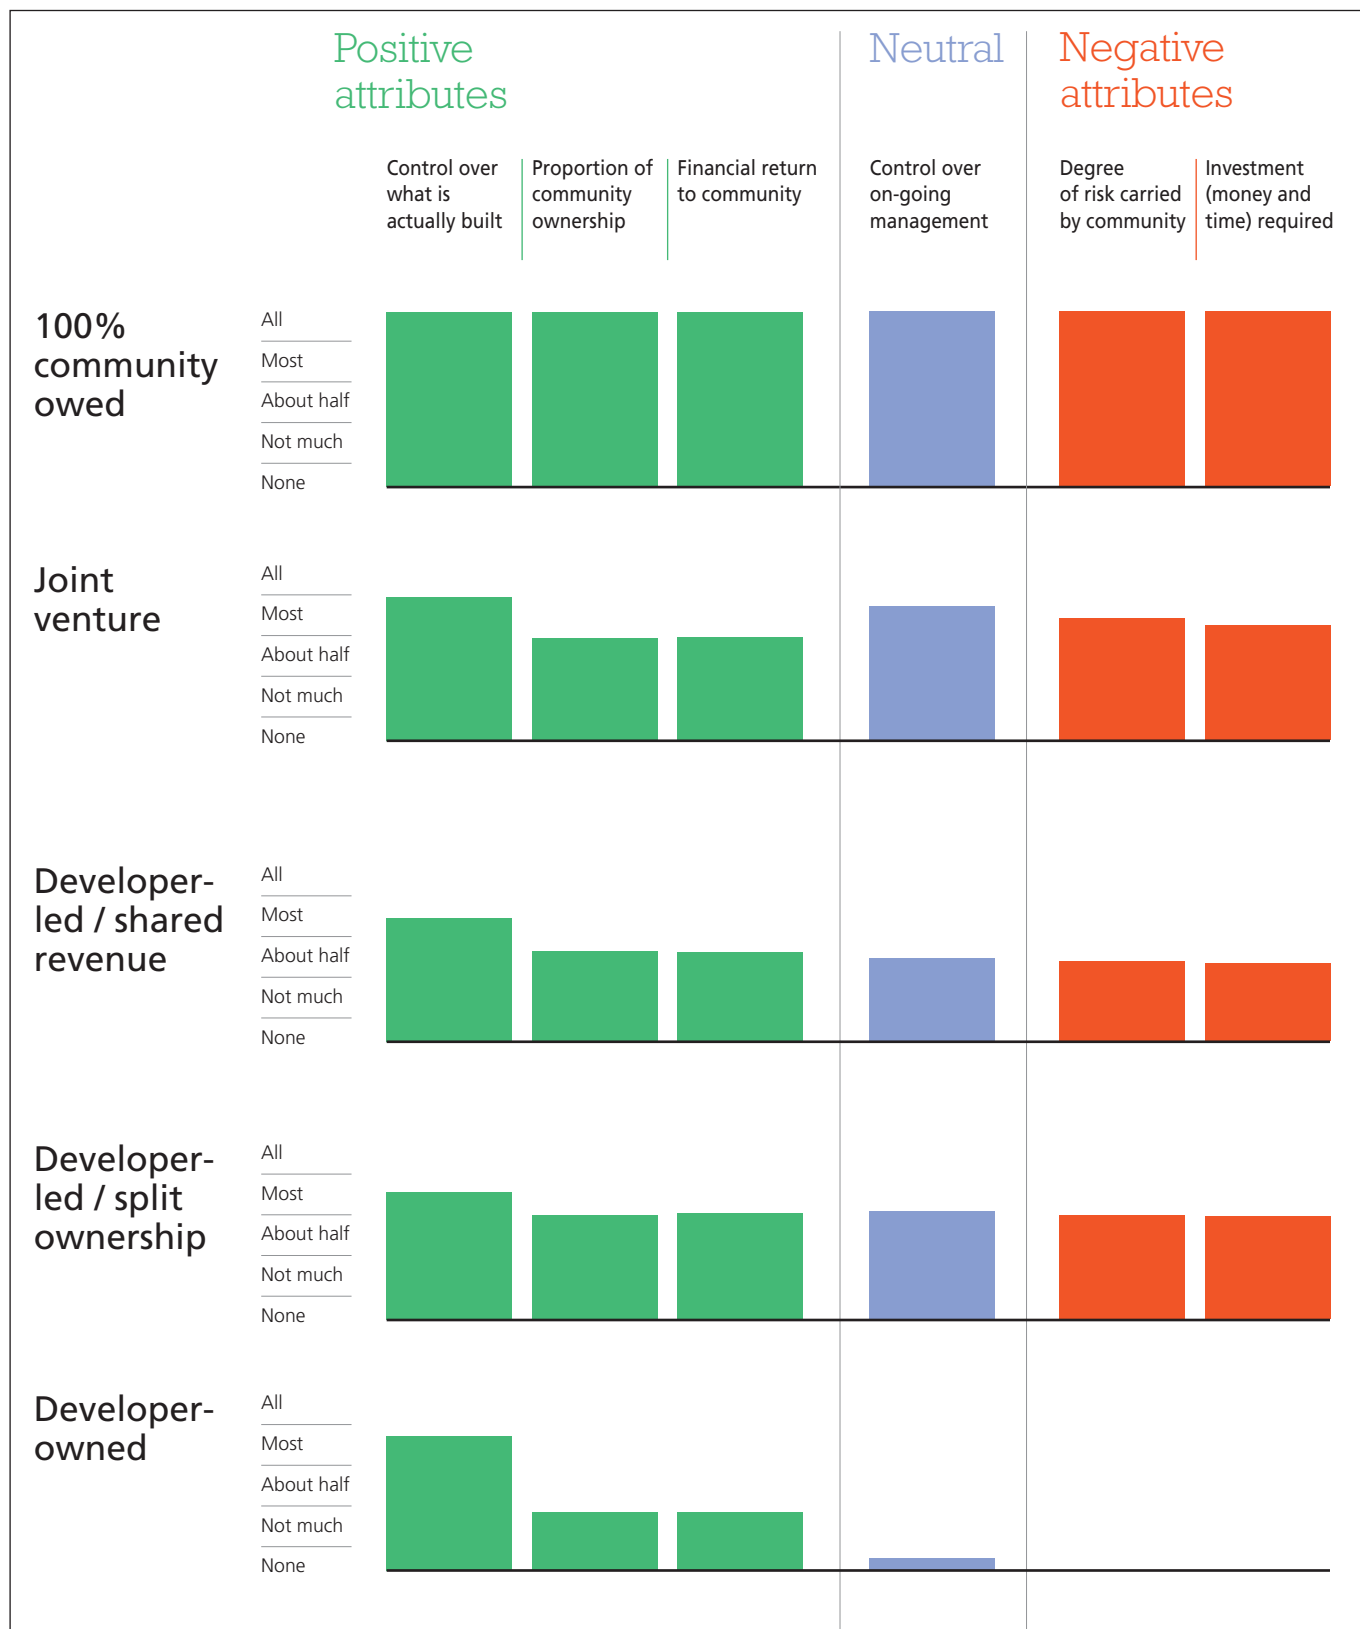 Positive
attributes
Neutral
Negative
attributes
Control over
what is
actually built
Proportion of
community
ownership
Financial return
to community
Control over
on-going
management
Degree
of risk carried
by community
Investment
(money and
time) required
100%
community
owed
All
Most
About half
Not much
None
Joint
venture
All
Most
About half
Not much
None
Developer-
led / shared
revenue
All
Most
About half
Not much
None
Developer-
led / split
ownership
All
Most
About half
Not much
None
Developer-
owned
All
Most
About half
Not much
None